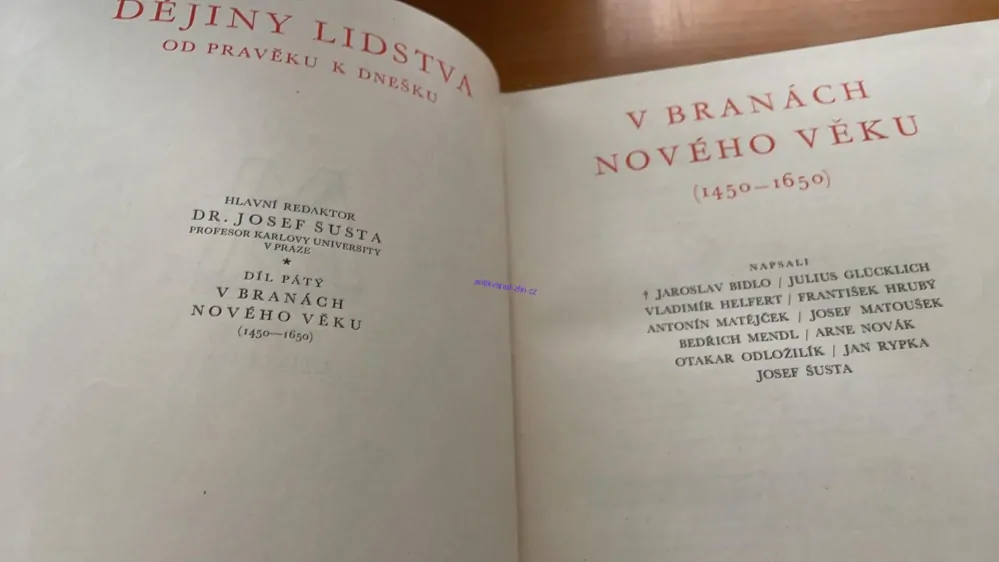 DĚJINY LIDSTVA
OD PRAVĚKU K DNEŠKU
HLAVNÍ REDAKTOR
DR. JOSEF ŠUSTA
PROFESOR KARLOVY UNIVERSITY
V PRAZE
★
DÍL PÁTÝ
V BRANÁCH
NOVÉHO VĚKU
(1450—1650)
V BRANÁCH
NOVÉHO VĚKU
(1450—1650)
NAPSALI
† JAROSLAV BIDLO / JULIUS GLÜCKLICH
VLADIMÍR HELFERT / FRANTIŠEK HRUBÝ
ANTONÍN MATĚJČEK / JOSEF MATOUŠEK
BEDŘICH MENDL / ARNE NOVÁK
OTAKAR ODLOŽILÍK / JAN RYPKA
JOSEF ŠUSTA